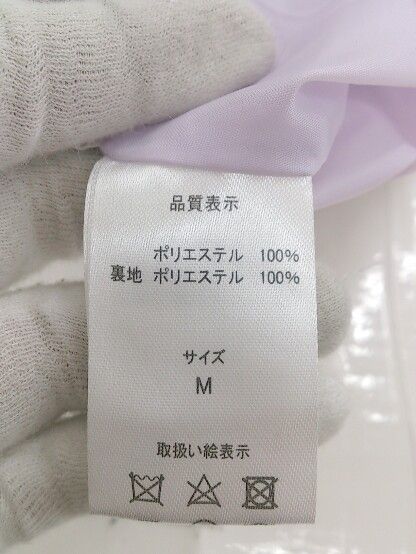 品質表示
ポリエステル 100%
裏地 ポリエステル 100%
サイズ
M
取扱い絵表示